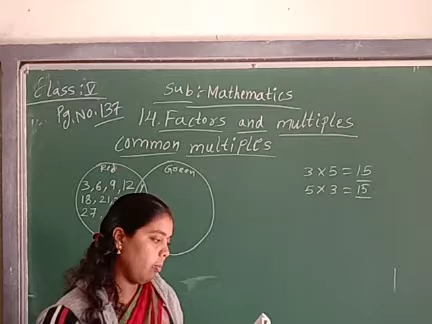 Class: V
Sub:- Mathematics
Pg. No: 137
14. Factors and multiples
common multiples
Red
Green
3, 6, 9, 12,
18, 21,
27,
3 × 5 = 15
5 × 3 = 15